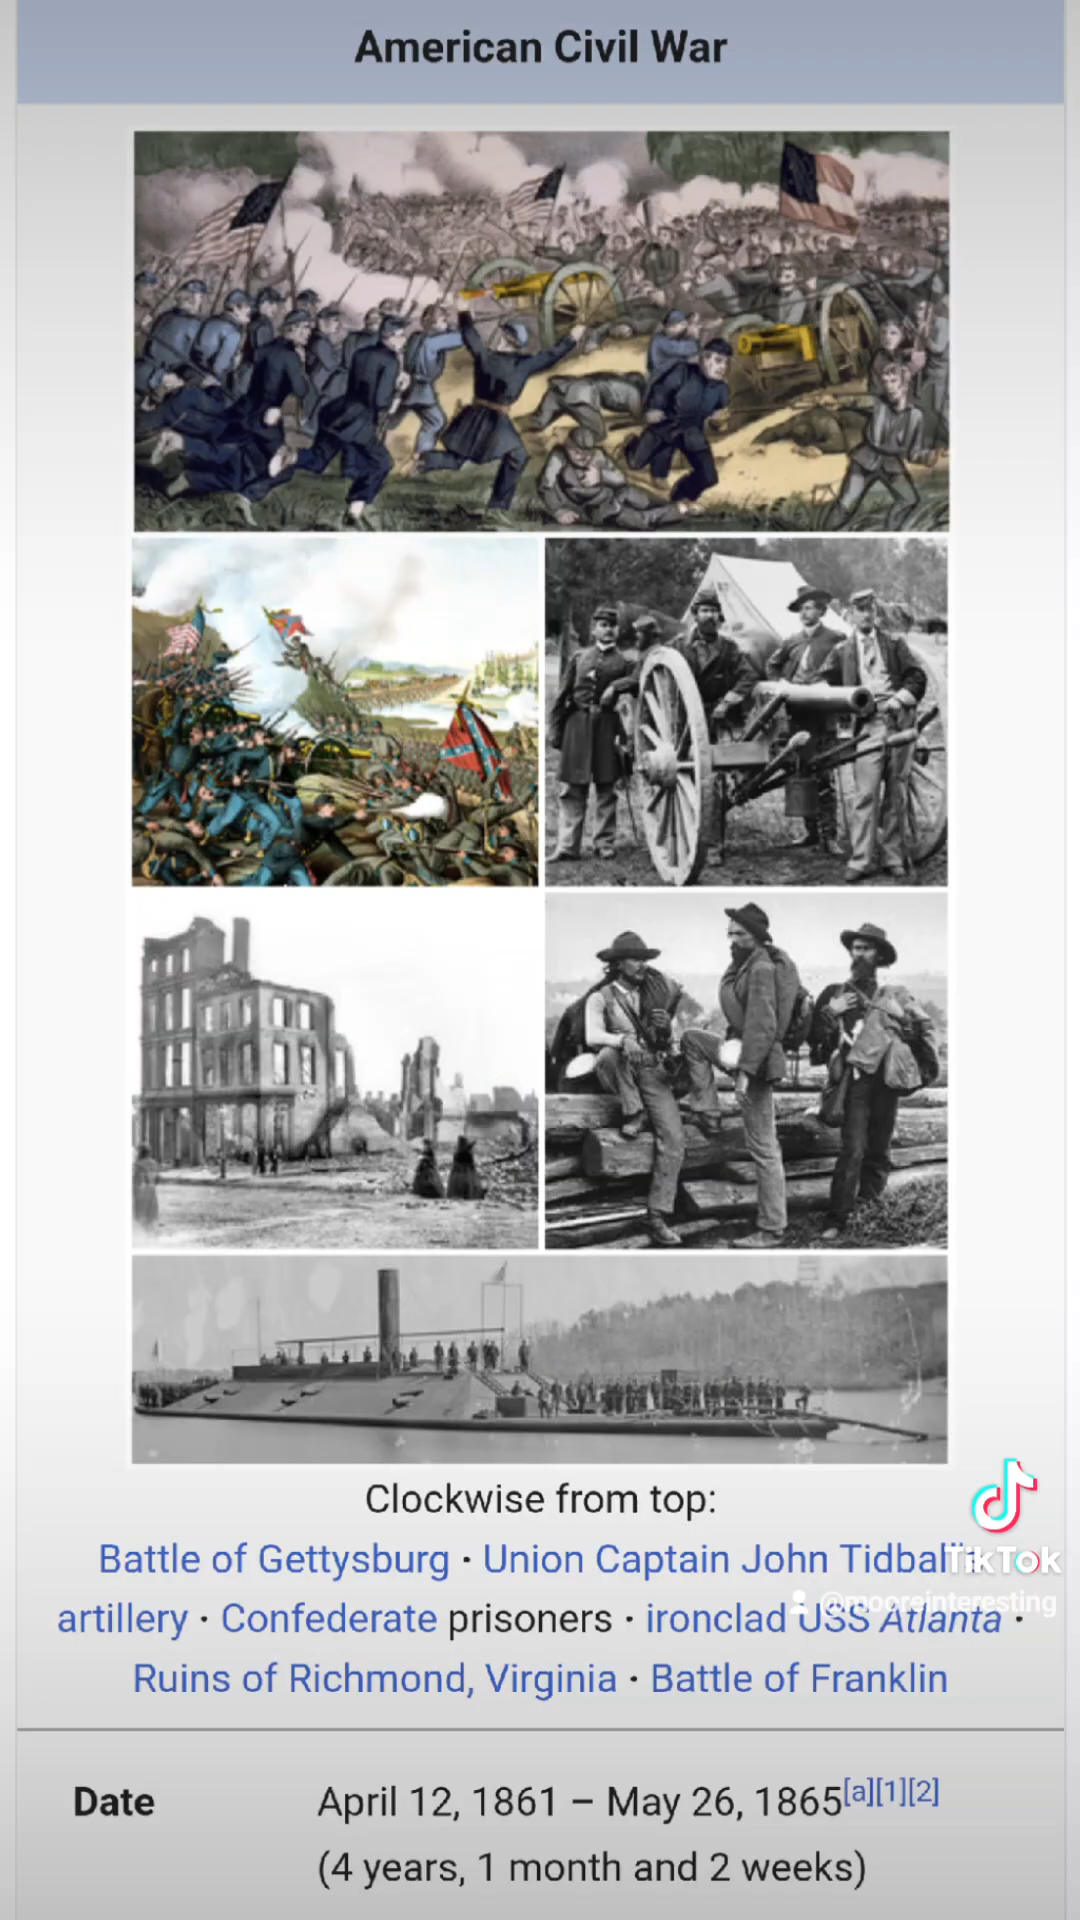 American Civil War
Clockwise from top:
Battle of Gettysburg · Union Captain John Tidball's
artillery · Confederate prisoners · ironclad USS Atlanta ·
Ruins of Richmond, Virginia · Battle of Franklin
TikTok
@mooreinteresting
Date April 12, 1861 – May 26, 1865[a][1][2]
(4 years, 1 month and 2 weeks)